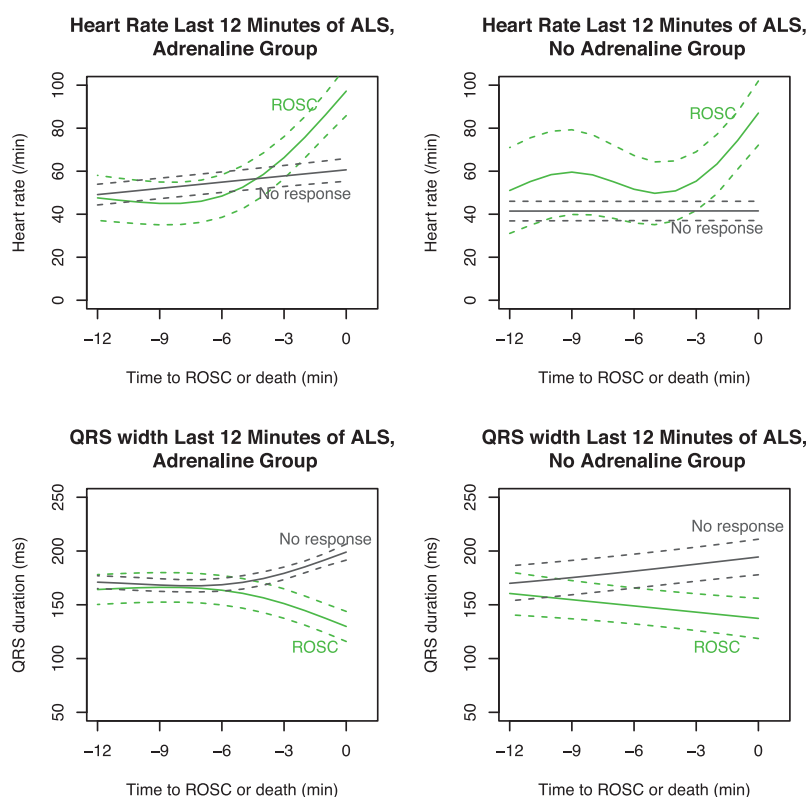 Heart Rate Last 12 Minutes of ALS,
Adrenaline Group
Heart rate (/min)
100
80
60
40
20
0
ROSC
No response
−12 −9 −6 −3 0
Time to ROSC or death (min)
Heart Rate Last 12 Minutes of ALS,
No Adrenaline Group
Heart rate (/min)
100
80
60
40
20
0
ROSC
No response
−12 −9 −6 −3 0
Time to ROSC or death (min)
QRS width Last 12 Minutes of ALS,
Adrenaline Group
QRS duration (ms)
250
200
150
100
50
No response
ROSC
−12 −9 −6 −3 0
Time to ROSC or death (min)
QRS width Last 12 Minutes of ALS,
No Adrenaline Group
QRS duration (ms)
250
200
150
100
50
No response
ROSC
−12 −9 −6 −3 0
Time to ROSC or death (min)